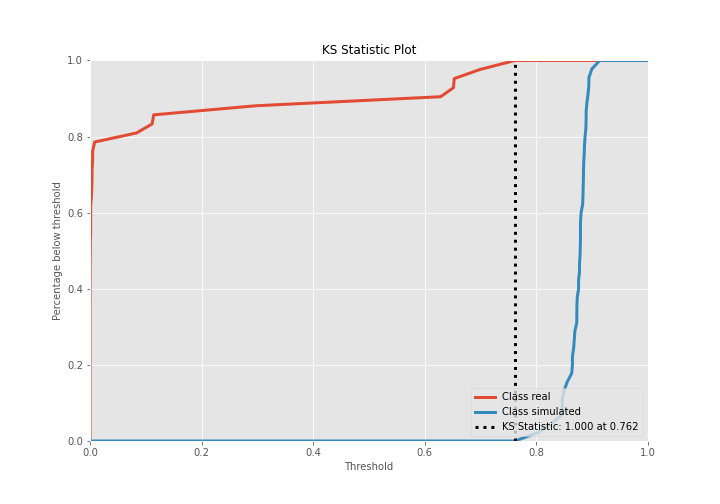 KS Statistic Plot
1.0
0.8
0.6
0.4
0.2
0.0
Percentage below threshold
0.0 0.2 0.4 0.6 0.8 1.0
Threshold
Class real
Class simulated
KS Statistic: 1.000 at 0.762